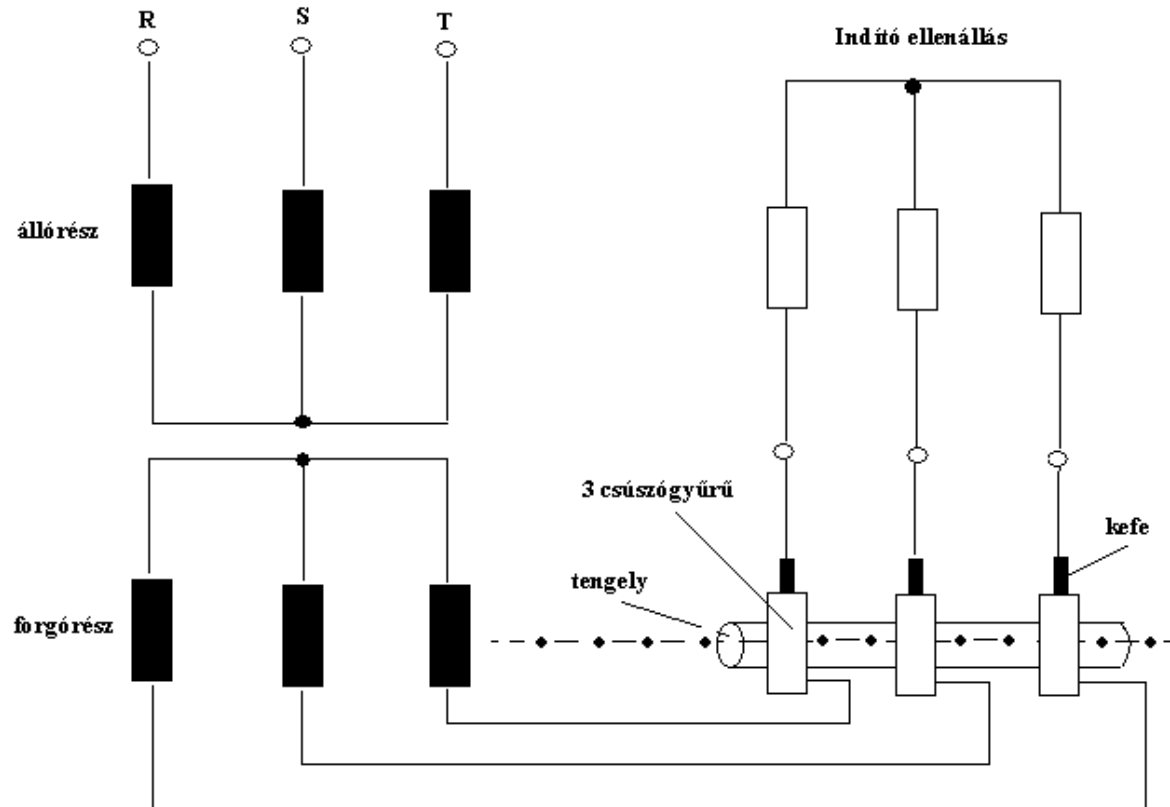 R
S
T
Indító ellenállás
állórész
3 csúszógyűrű
kefe
tengely
forgórész